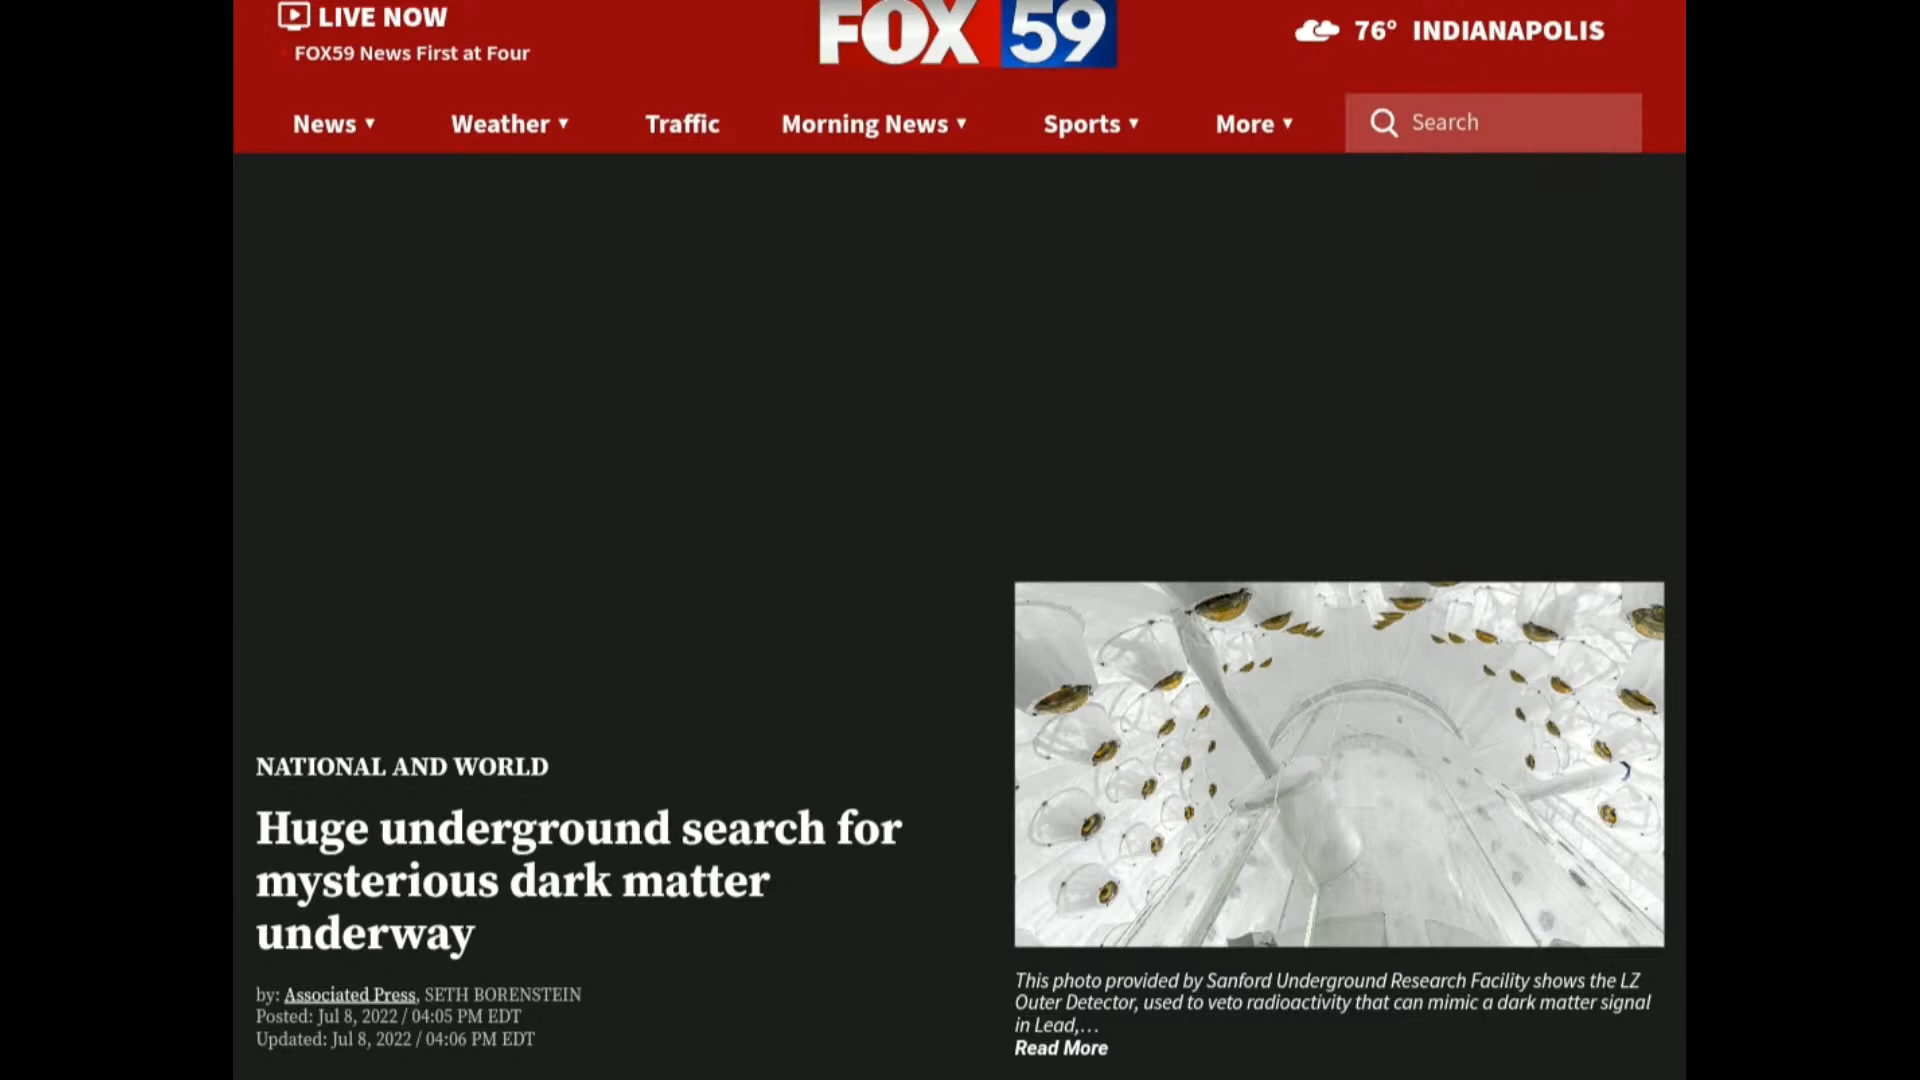 LIVE NOW
FOX59 News First at Four
FOX 59
76° INDIANAPOLIS
News ▼
Weather ▼
Traffic
Morning News ▼
Sports ▼
More ▼
Search
NATIONAL AND WORLD
Huge underground search for
mysterious dark matter
underway
by: Associated Press, SETH BORENSTEIN
Posted: Jul 8, 2022 / 04:05 PM EDT
Updated: Jul 8, 2022 / 04:06 PM EDT
This photo provided by Sanford Underground Research Facility shows the LZ
Outer Detector, used to veto radioactivity that can mimic a dark matter signal
in Lead,…
Read More